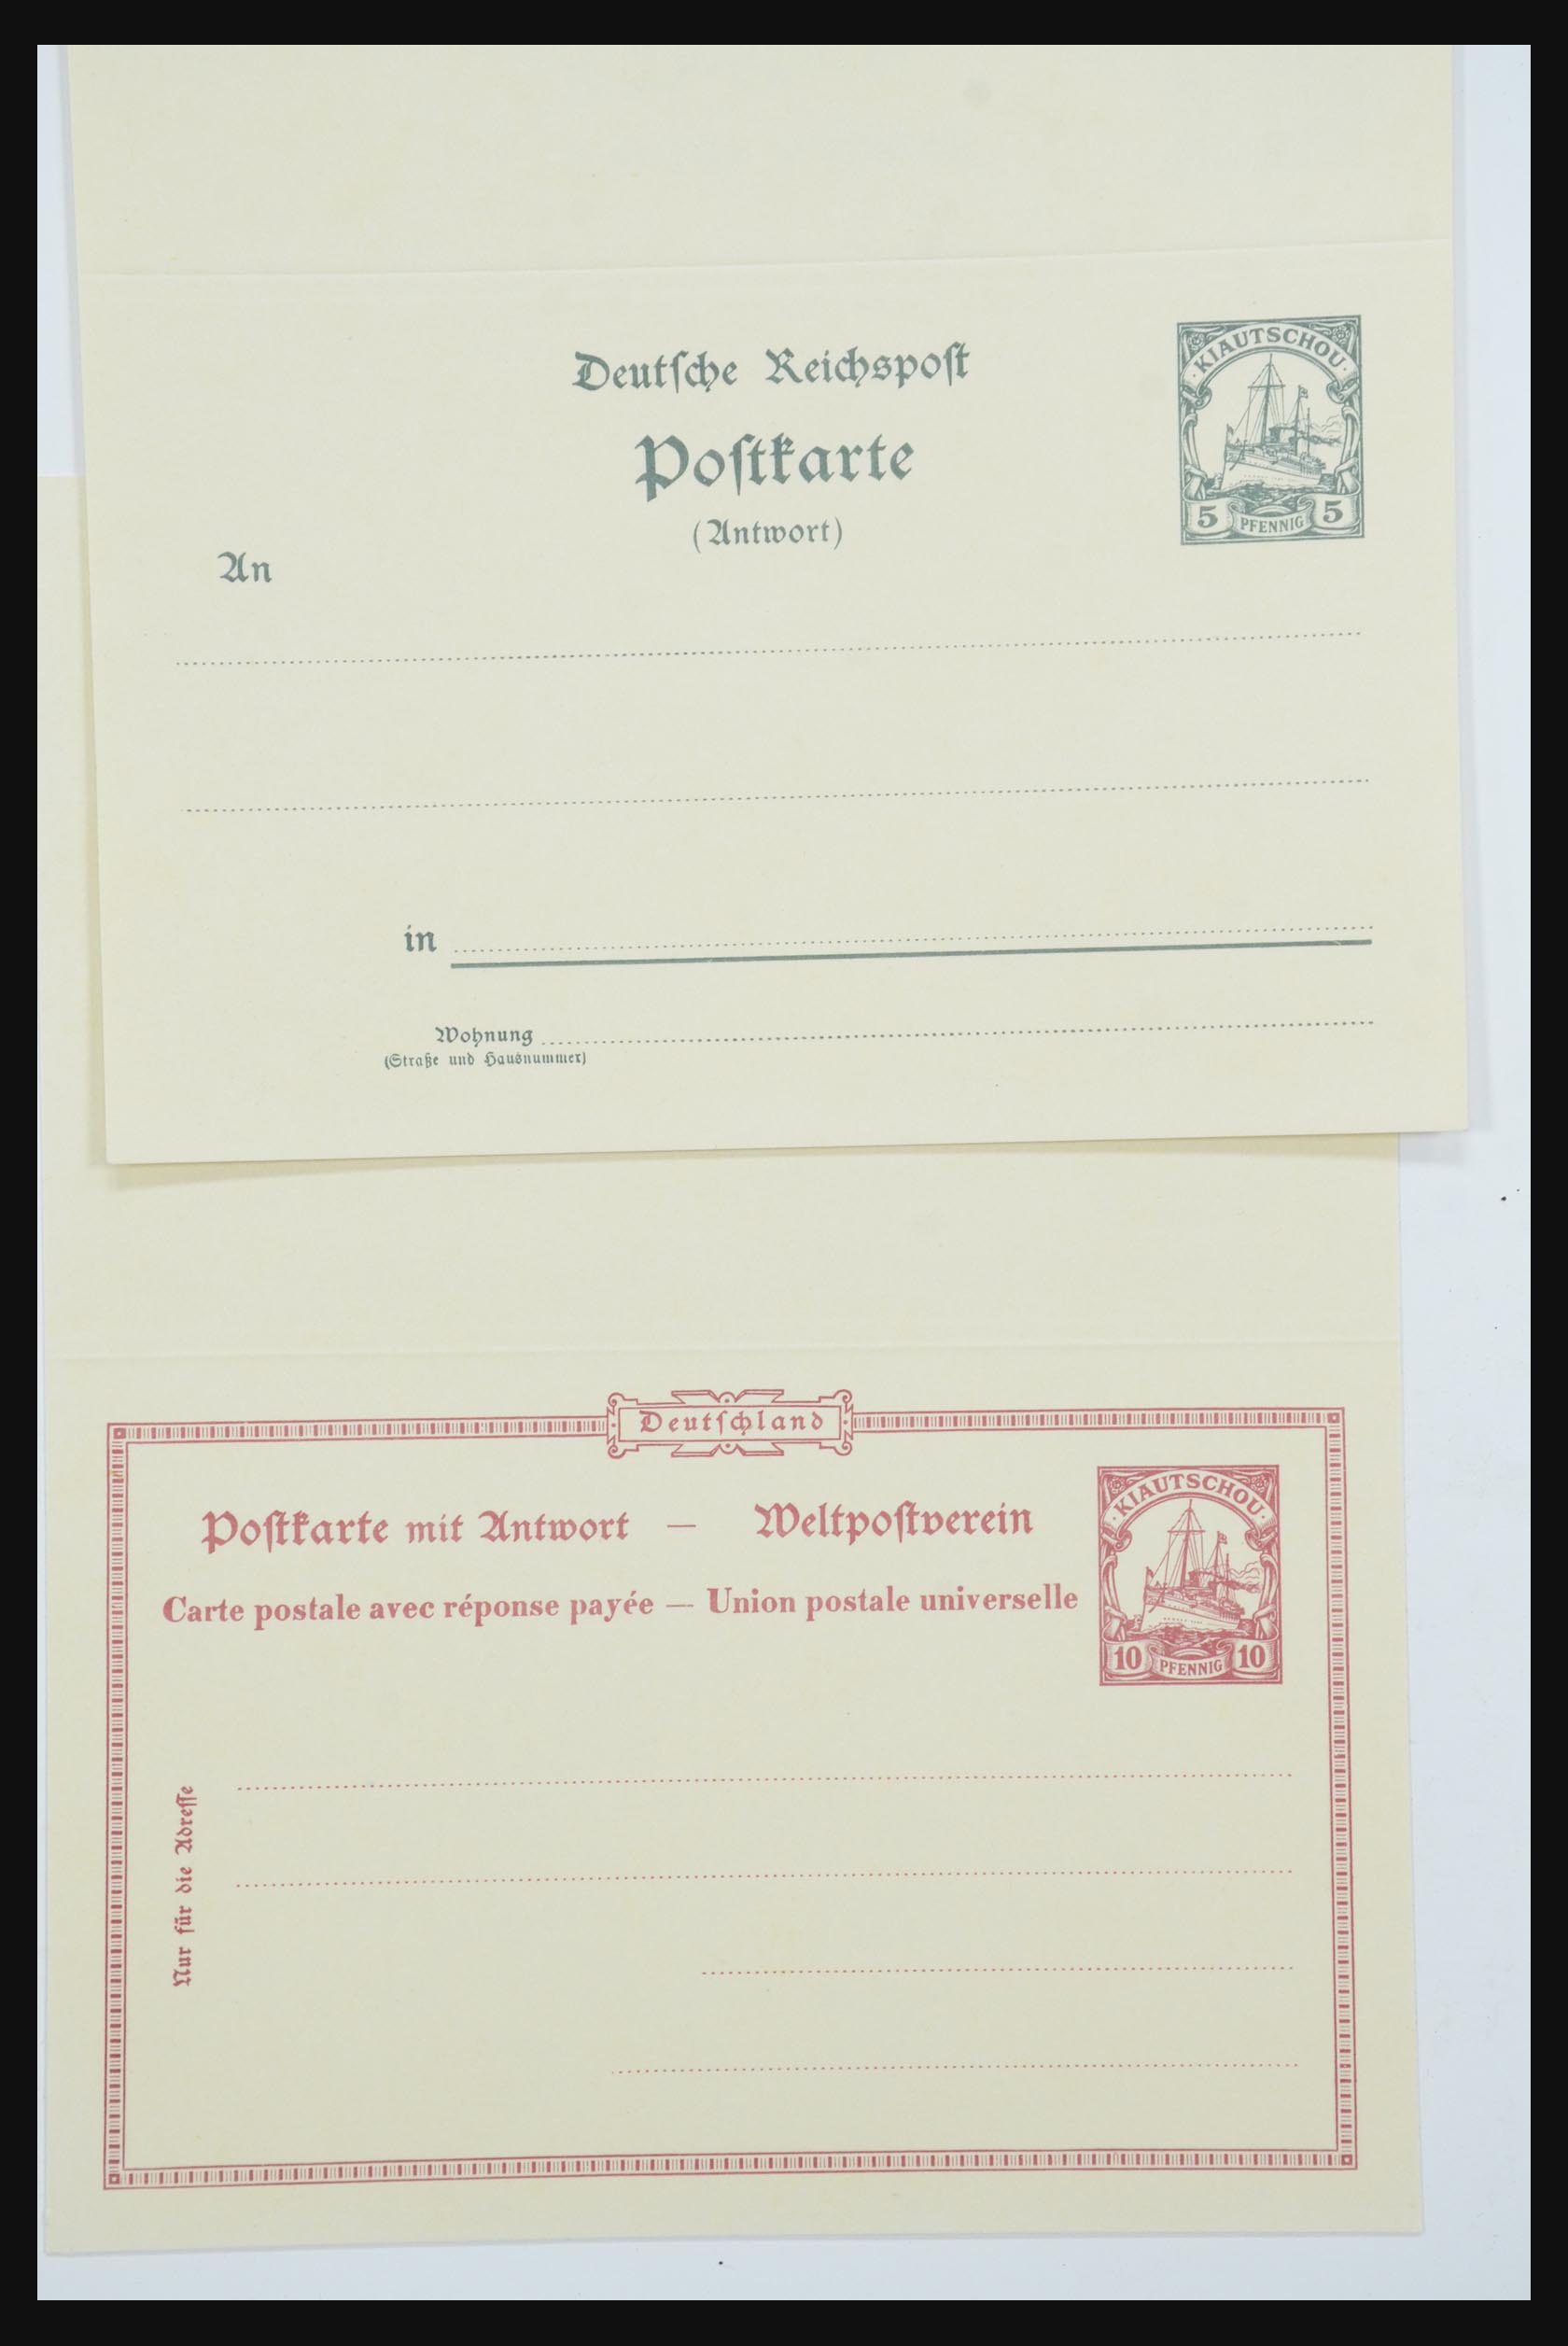 Deutſche Reichspoſt
KIAUTSCHOU
Poſtkarte
(Antwort)
5 PFENNIG 5
An
in
Wohnung
(Straße und Hausnummer)
Deutſchland
KIAUTSCHOU
Poſtkarte mit Antwort — Weltpoſtverein
Carte postale avec réponse payée — Union postale universelle
10 PFENNIG 10
Nur für die Adreſſe